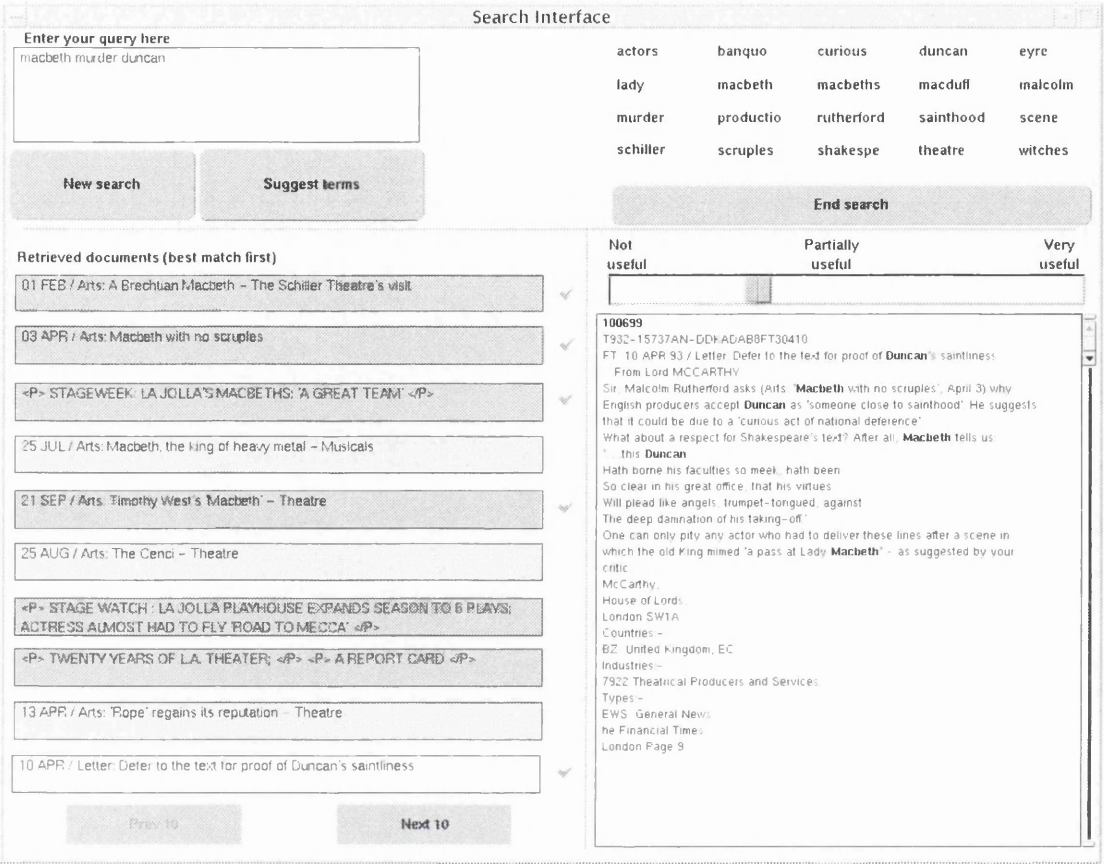 Search Interface
Enter your query here
macbeth murder duncan
actors banquo curious duncan eyre
lady macbeth macbeths macduff malcolm
murder productio rutherford sainthood scene
schiller scruples shakespe theatre witches
New search Suggest terms
End search
Retrieved documents (best match first)
01 FEB / Arts: A Brechtian Macbeth - The Schiller Theatre's visit
03 APR / Arts: Macbeth with no scruples
<P> STAGEWEEK: LA JOLLA'S MACBETHS: 'A GREAT TEAM' </P>
25 JUL / Arts: Macbeth, the king of heavy metal - Musicals
21 SEP / Arts: Timothy West's 'Macbeth' - Theatre
25 AUG / Arts: The Cenci - Theatre
<P> STAGE WATCH : LA JOLLA PLAYHOUSE EXPANDS SEASON TO 6 PLAYS;
ACTRESS ALMOST HAD TO FLY 'ROAD TO MECCA' </P>
<P> TWENTY YEARS OF L.A. THEATER; </P> <P> A REPORT CARD </P>
13 APR / Arts: 'Rope' regains its reputation - Theatre
10 APR / Letter: Defer to the text for proof of Duncan's saintliness
Prev 10 Next 10
Not Partially Very
useful useful useful
100699
FT 10 APR 93 / Letter: Defer to the text for proof of Duncan's saintliness
From Lord MCCARTHY
Sir, Malcolm Rutherford asks (Arts, 'Macbeth with no scruples', April 3) why
English producers accept Duncan as 'someone close to sainthood'. He suggests
that it could be due to a 'curious act of national deference'
What about a respect for Shakespeare's text? After all, Macbeth tells us:
' ...this Duncan
Hath borne his faculties so meek, hath been
So clear in his great office, that his virtues
Will plead like angels, trumpet-tongued, against
The deep damnation of his taking-off.'
One can only pity any actor who had to deliver these lines after a scene in
which the old King mimed 'a pass at Lady Macbeth' - as suggested by your
critic.
McCarthy,
House of Lords,
London SW1A
Countries:-
BZ United Kingdom, EC
Industries:-
7922 Theatrical Producers and Services
Types:-
EWS General News
he Financial Times
London Page 9